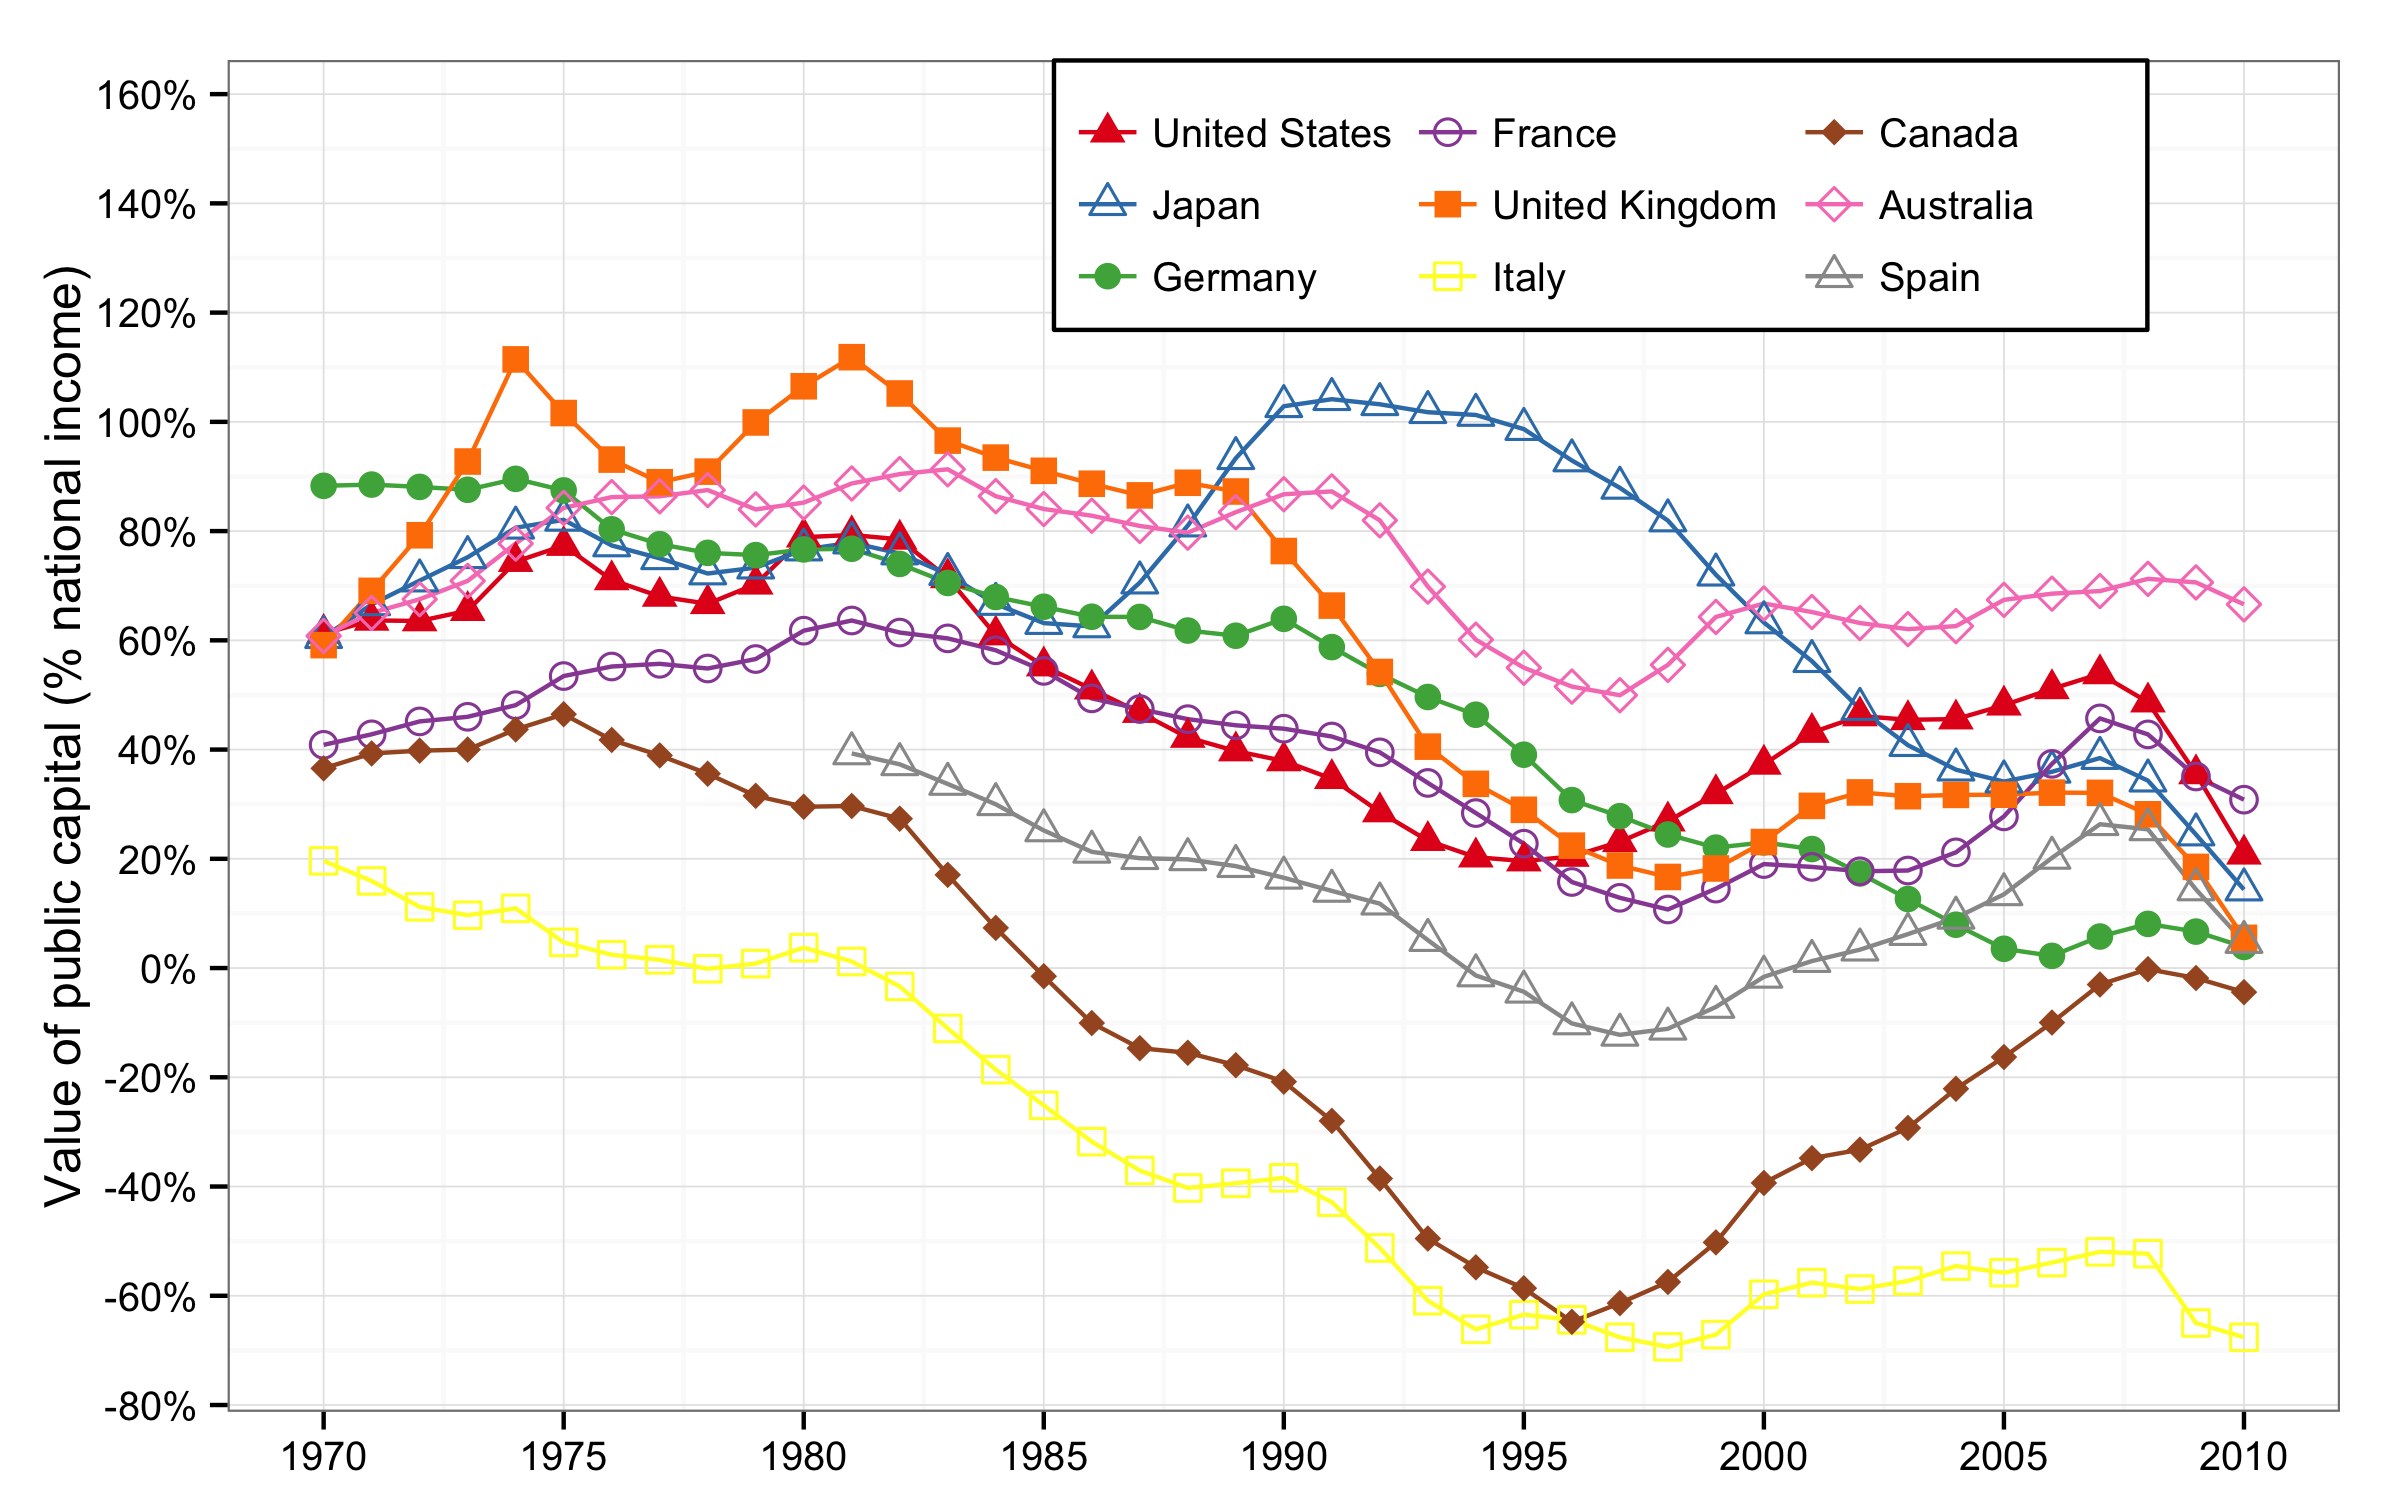 Value of public capital (% national income)
160%
140%
120%
100%
80%
60%
40%
20%
0%
-20%
-40%
-60%
-80%
United States France Canada
Japan United Kingdom Australia
Germany Italy Spain
1970 1975 1980 1985 1990 1995 2000 2005 2010